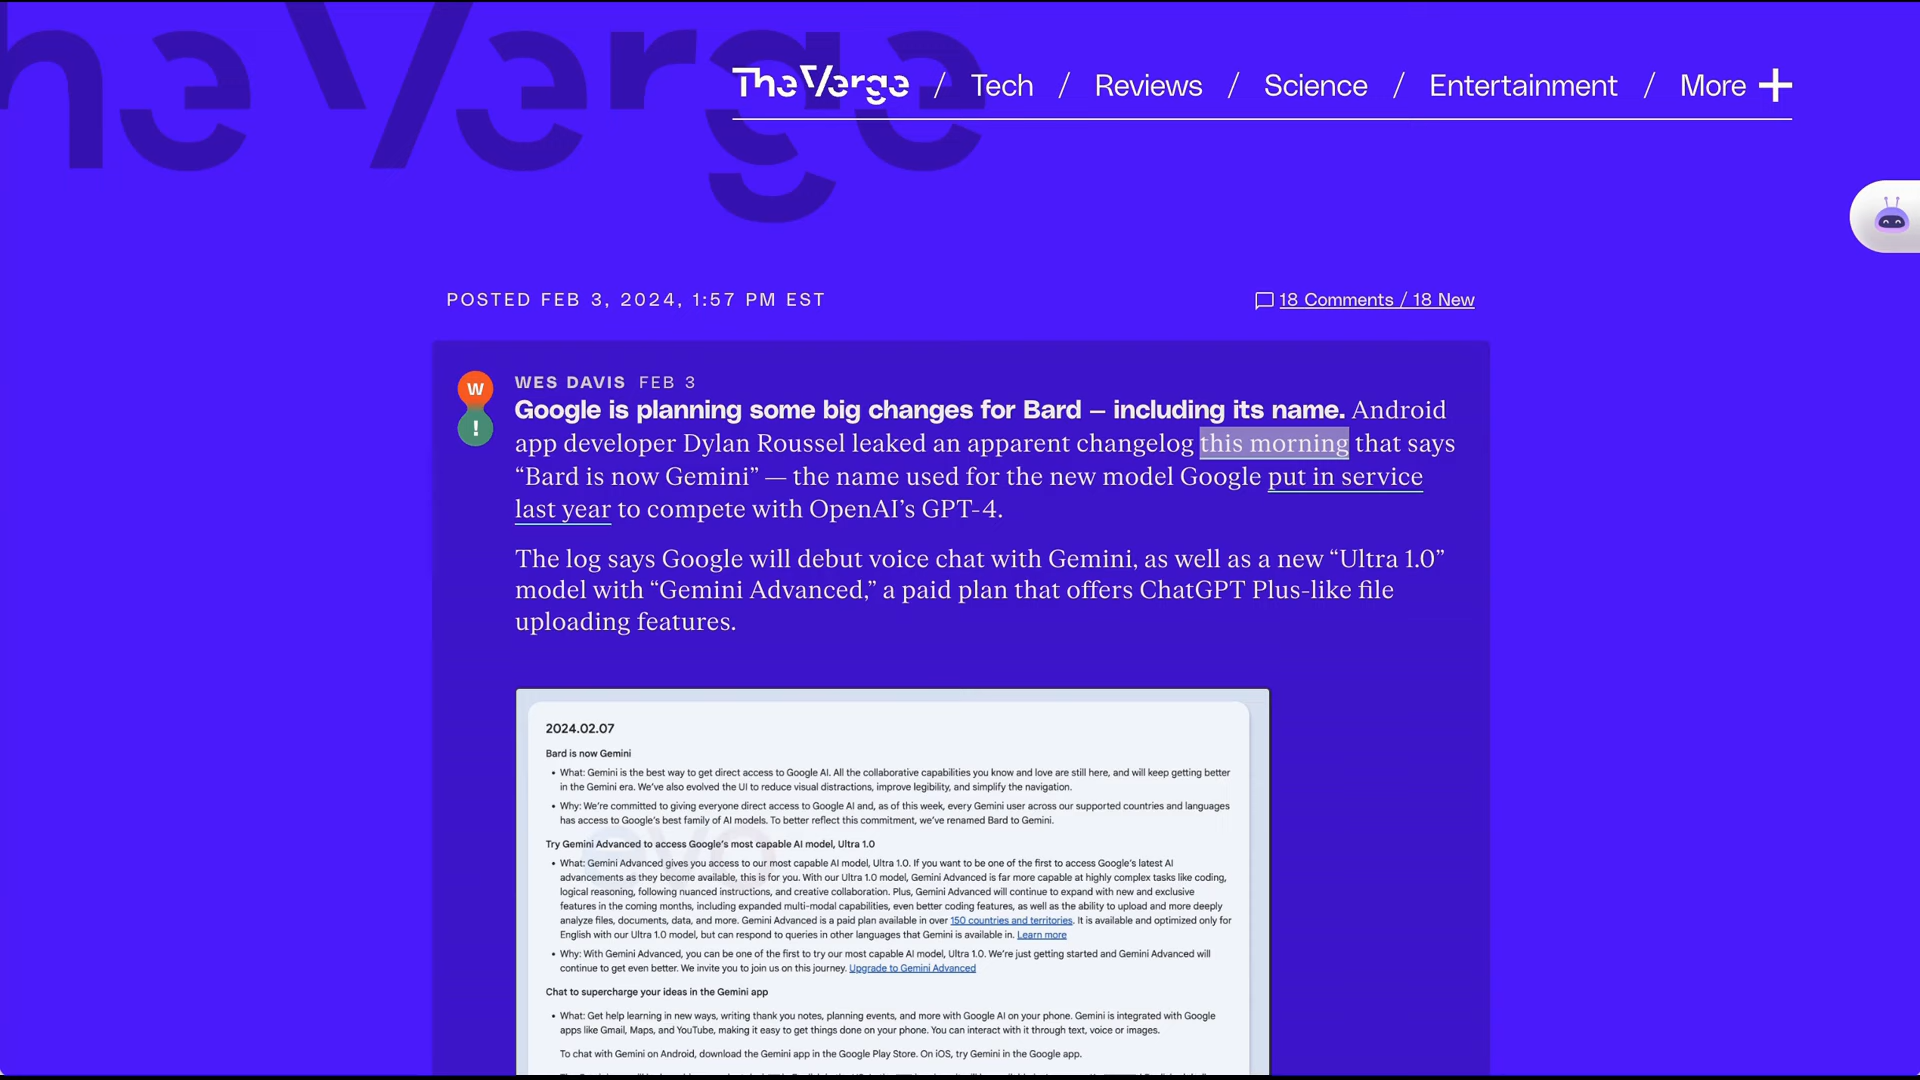 The Verge
The Verge / Tech / Reviews / Science / Entertainment / More
POSTED FEB 3, 2024, 1:57 PM EST
18 Comments / 18 New
W
!
WES DAVIS FEB 3
Google is planning some big changes for Bard — including its name. Android
app developer Dylan Roussel leaked an apparent changelog this morning that says
“Bard is now Gemini” — the name used for the new model Google put in service
last year to compete with OpenAI’s GPT-4.
The log says Google will debut voice chat with Gemini, as well as a new “Ultra 1.0”
model with “Gemini Advanced,” a paid plan that offers ChatGPT Plus-like file
uploading features.
2024.02.07
Bard is now Gemini
• What: Gemini is the best way to get direct access to Google AI. All the collaborative capabilities you know and love are still here, and will keep getting better
in the Gemini era. We’ve also evolved the UI to reduce visual distractions, improve legibility, and simplify the navigation.
• Why: We’re committed to giving everyone direct access to Google AI and, as of this week, every Gemini user across our supported countries and languages
has access to Google’s best family of AI models. To better reflect this commitment, we’ve renamed Bard to Gemini.
Try Gemini Advanced to access Google’s most capable AI model, Ultra 1.0
• What: Gemini Advanced gives you access to our most capable AI model, Ultra 1.0. If you want to be one of the first to access Google’s latest AI
advancements as they become available, this is for you. With our Ultra 1.0 model, Gemini Advanced is far more capable at highly complex tasks like coding,
logical reasoning, following nuanced instructions, and creative collaboration. Plus, Gemini Advanced will continue to expand with new and exclusive
features in the coming months, including expanded multi-modal capabilities, even better coding features, as well as the ability to upload and more deeply
analyze files, documents, data, and more. Gemini Advanced is a paid plan available in over 150 countries and territories. It is available and optimized only for
English with our Ultra 1.0 model, but can respond to queries in other languages that Gemini is available in. Learn more
• Why: With Gemini Advanced, you can be one of the first to try our most capable AI model, Ultra 1.0. We’re just getting started and Gemini Advanced will
continue to get even better. We invite you to join us on this journey. Upgrade to Gemini Advanced
Chat to supercharge your ideas in the Gemini app
• What: Get help learning in new ways, writing thank you notes, planning events, and more with Google AI on your phone. Gemini is integrated with Google
apps like Gmail, Maps, and YouTube, making it easy to get things done on your phone. You can interact with it through text, voice or images.
To chat with Gemini on Android, download the Gemini app in the Google Play Store. On iOS, try Gemini in the Google app.